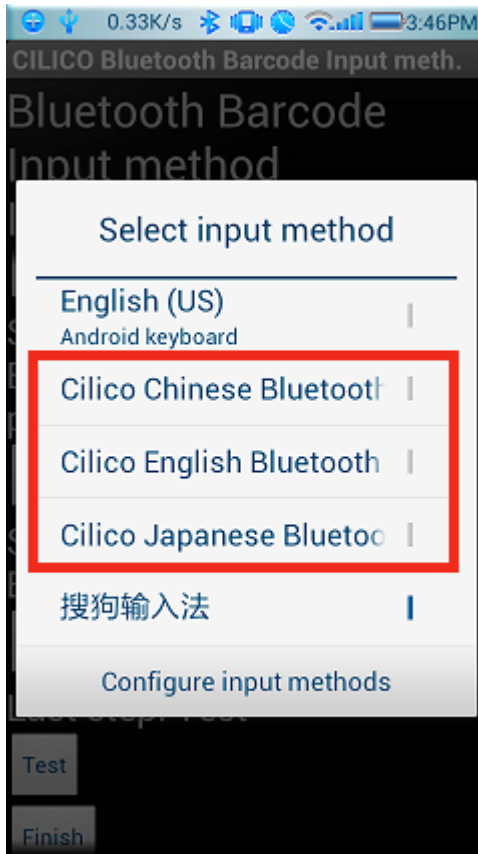 0.33K/s 3:46PM
CILICO Bluetooth Barcode Input meth.
Bluetooth Barcode
Input method
Select input method
English (US)
Android keyboard
Cilico Chinese Bluetooth
Cilico English Bluetooth
Cilico Japanese Bluetoo
搜狗输入法
Configure input methods
Last step: Test
Test
Finish